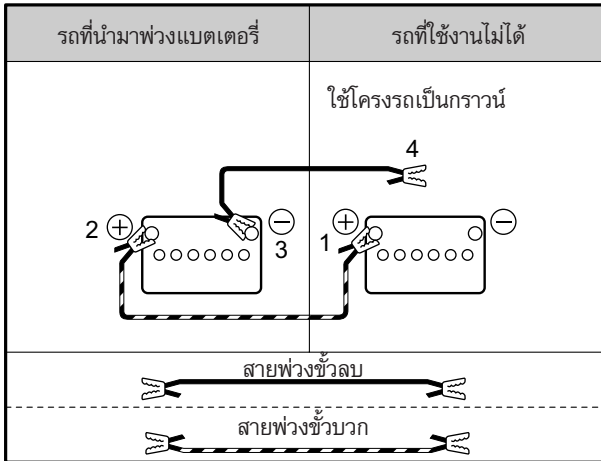 รถที่นำมาพ่วงแบตเตอรี่
รถที่ใช้งานไม่ได้
ใช้โครงรถเป็นกราวน์
4
2 + − 3
1 + −
สายพ่วงขั้วลบ
สายพ่วงขั้วบวก